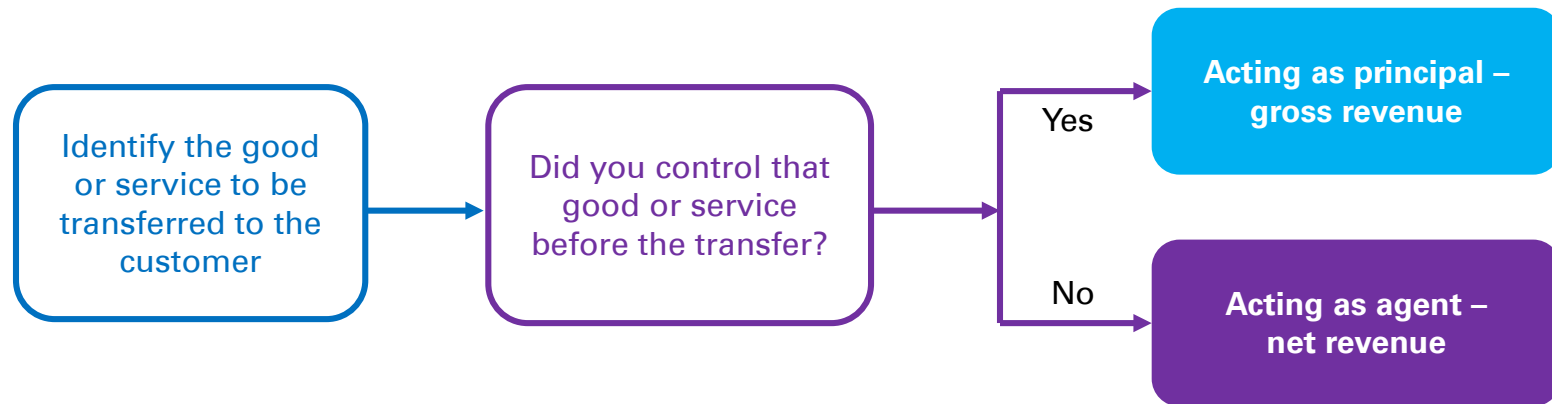 Identify the good
or service to be
transferred to the
customer
Did you control that
good or service
before the transfer?
Yes
Acting as principal –
gross revenue
No
Acting as agent –
net revenue